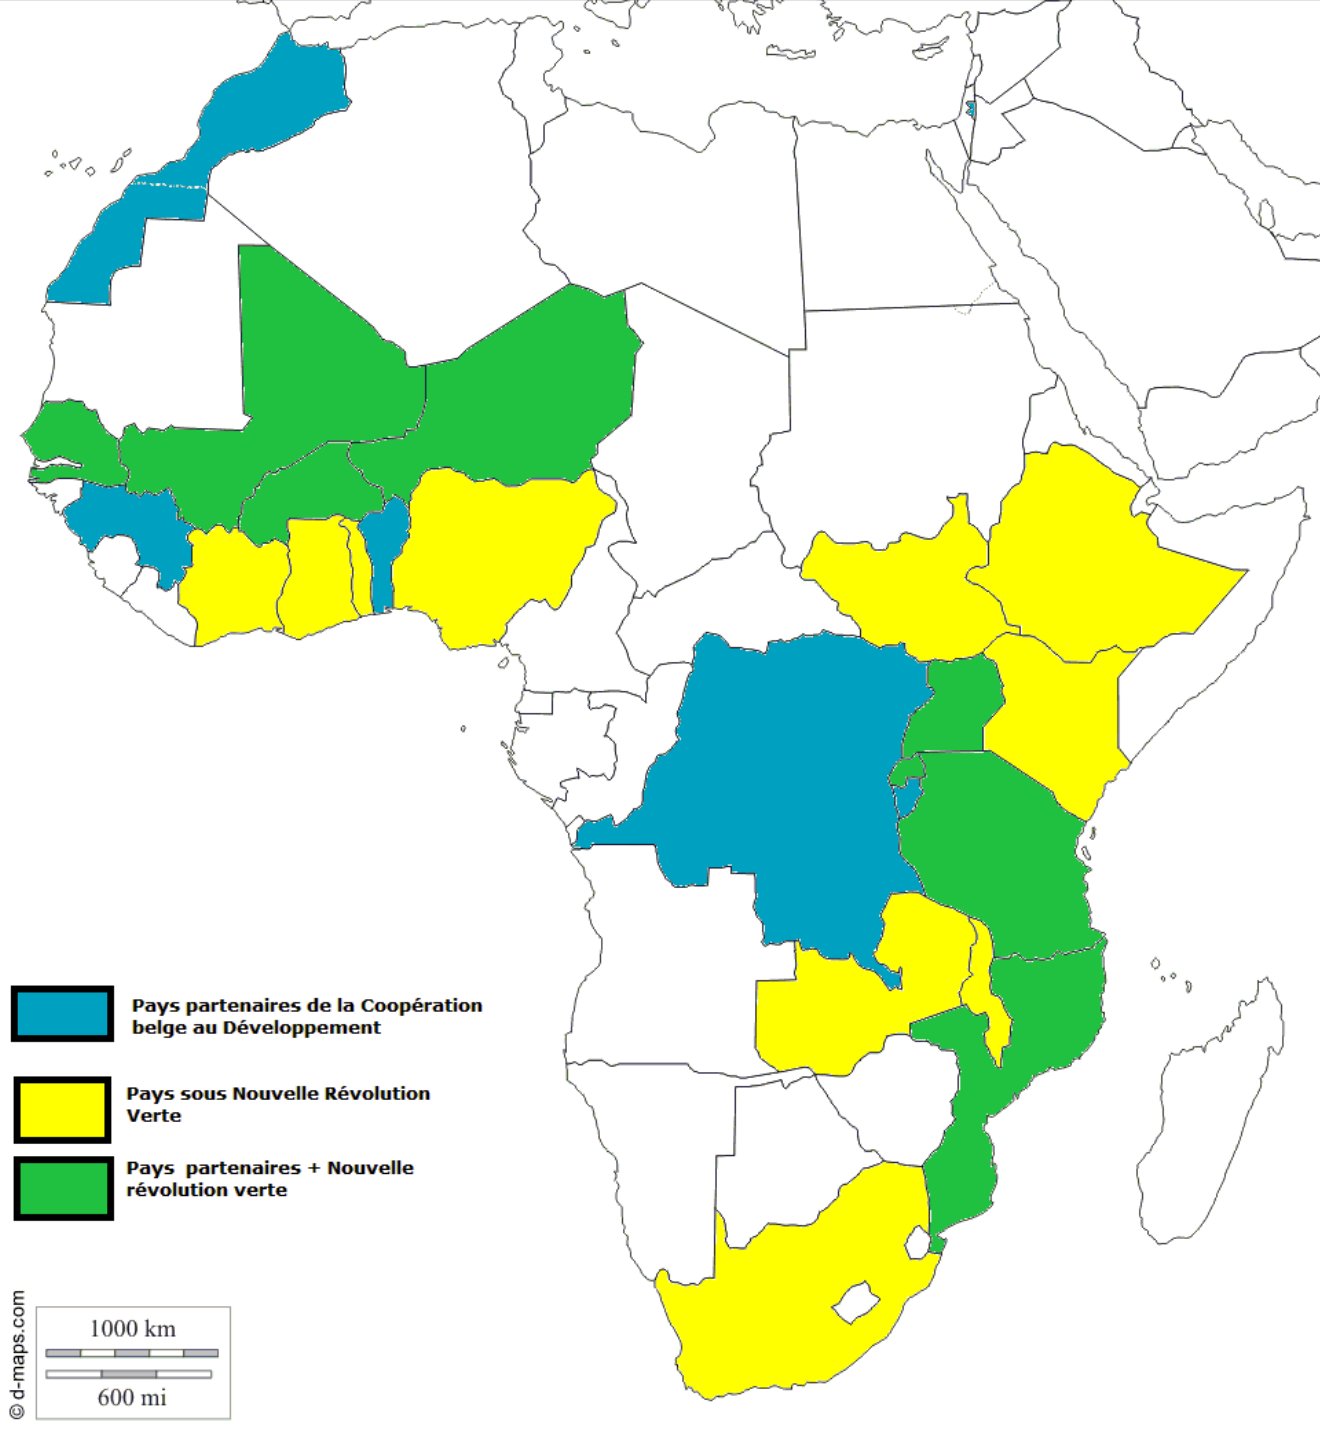 Pays partenaires de la Coopération
belge au Développement
Pays sous Nouvelle Révolution
Verte
Pays  partenaires + Nouvelle
révolution verte
© d-maps.com
1000 km
600 mi